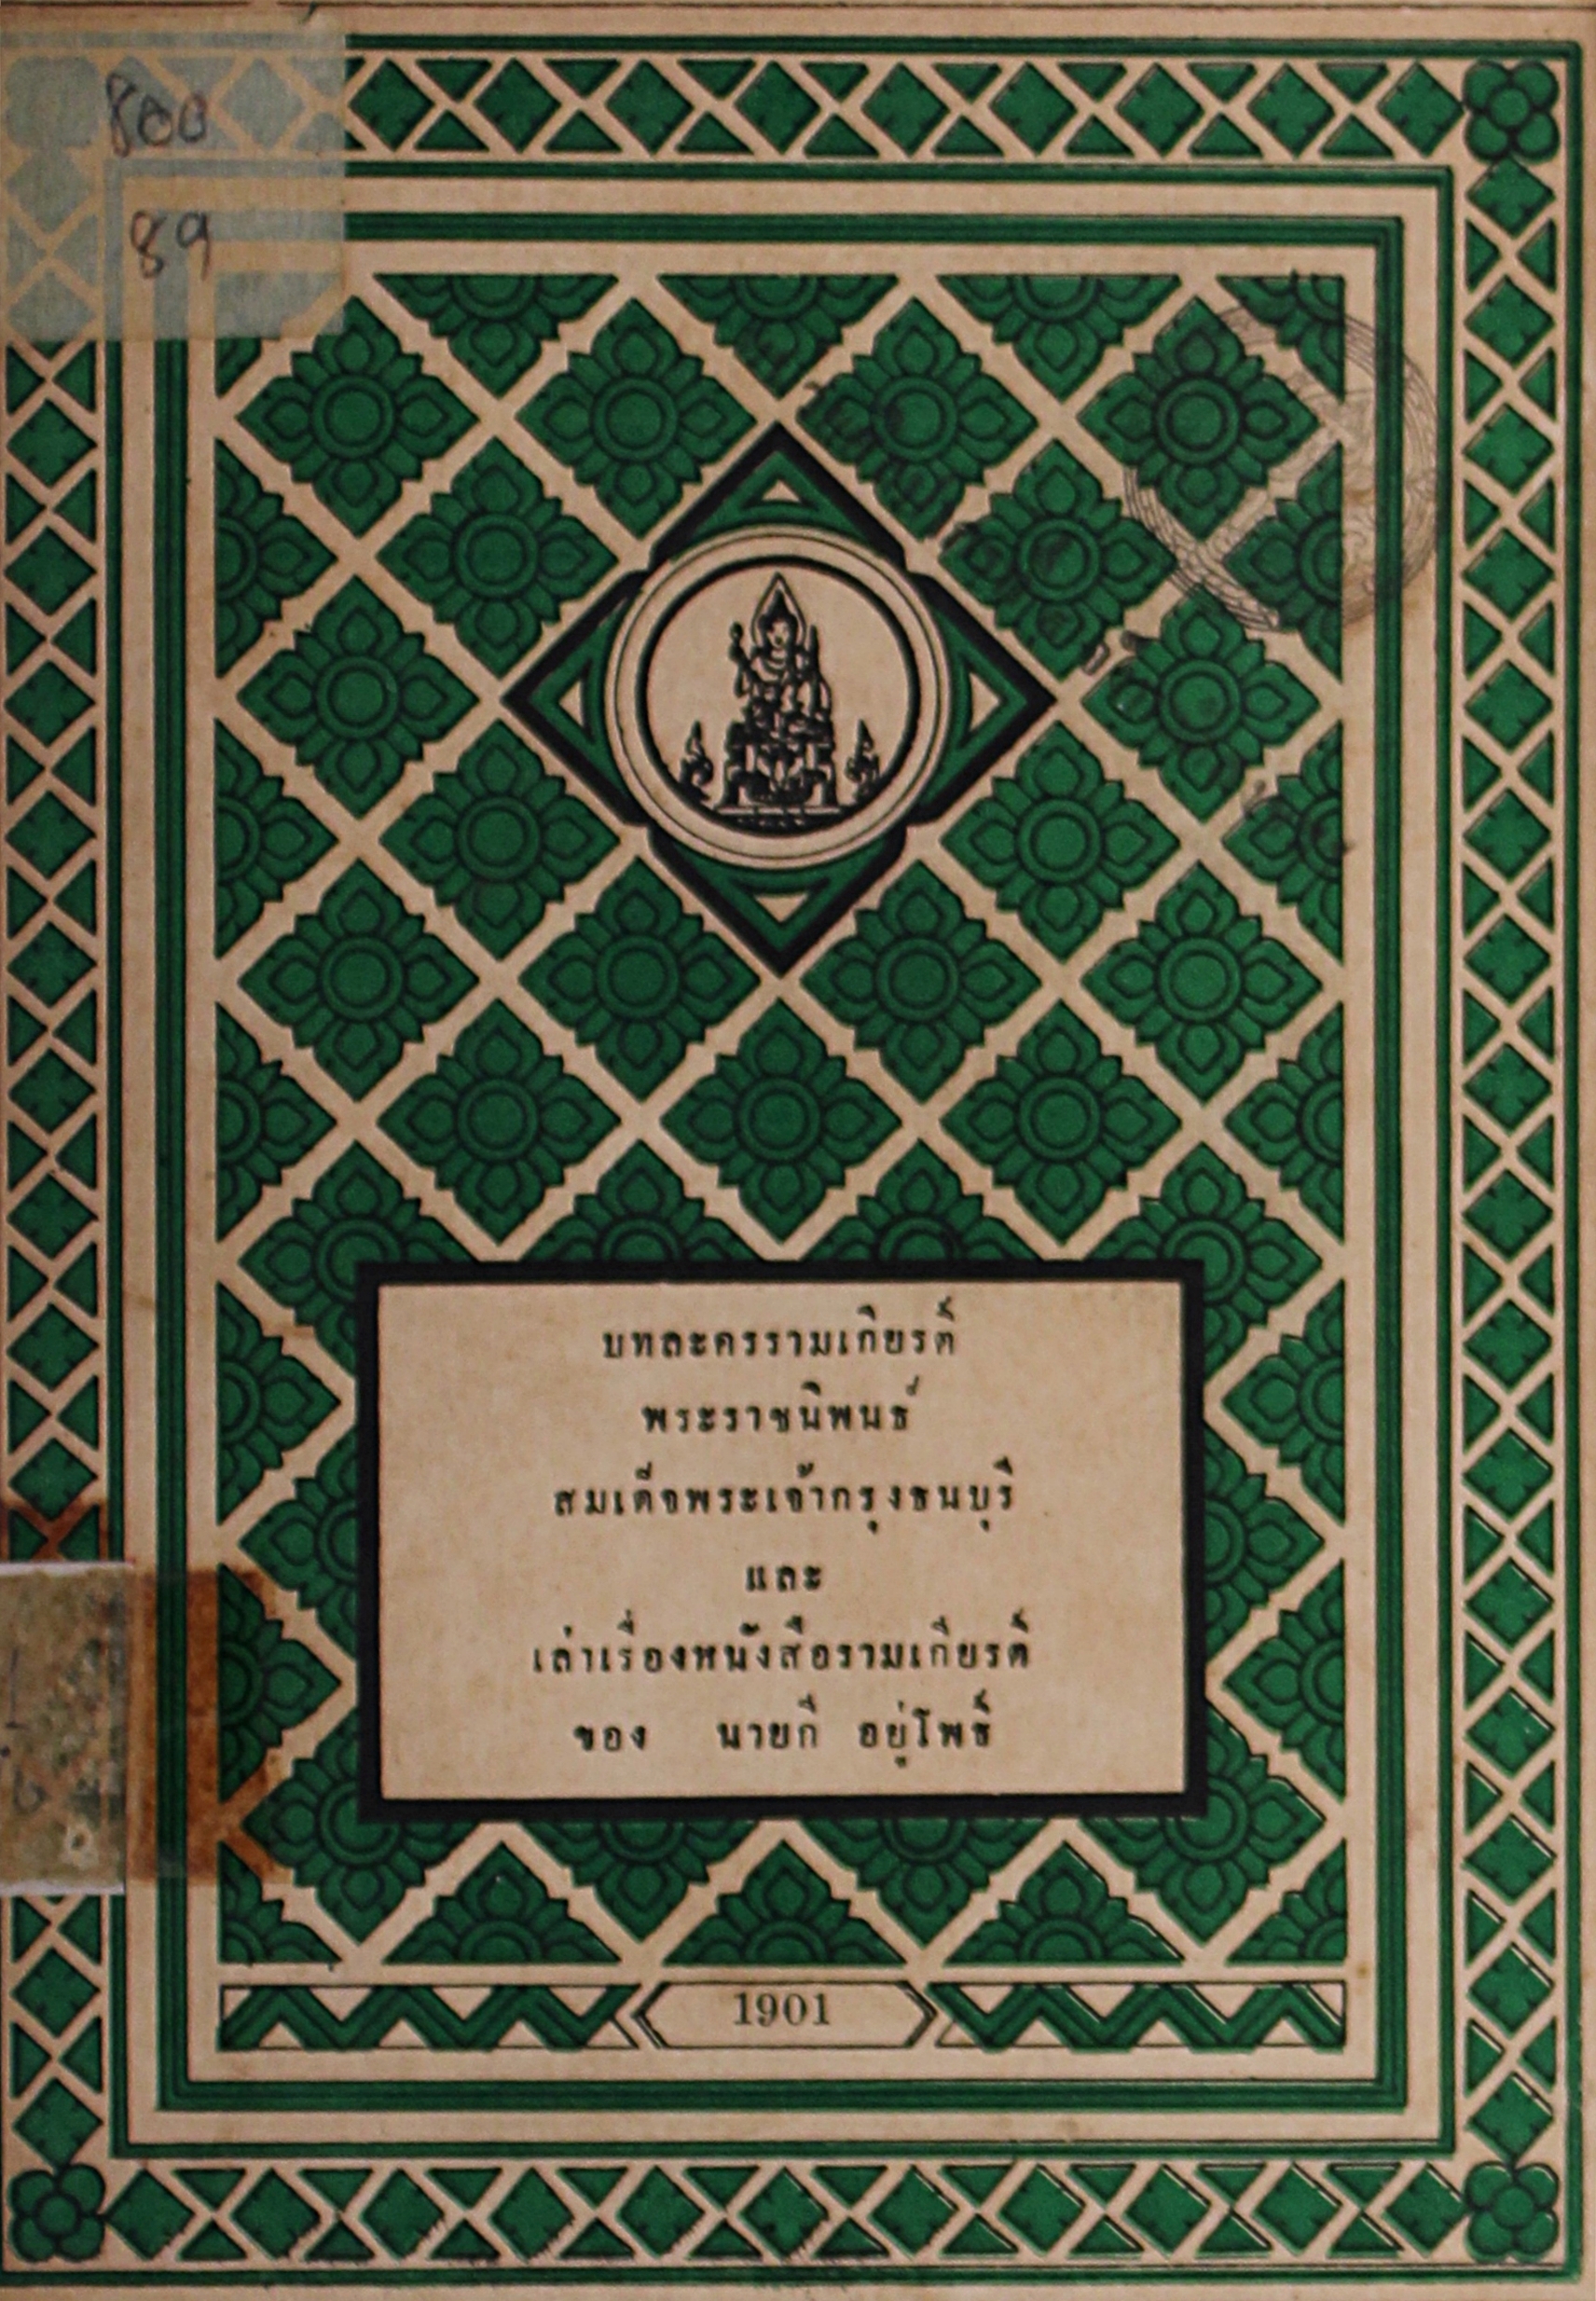 800
89
บทละครรามเกียรติ์
พระราชนิพนธ์
สมเด็จพระเจ้ากรุงธนบุรี
และ
เล่าเรื่องหนังสือรามเกียรติ์
ของ นายธนิต อยู่โพธิ์
1901